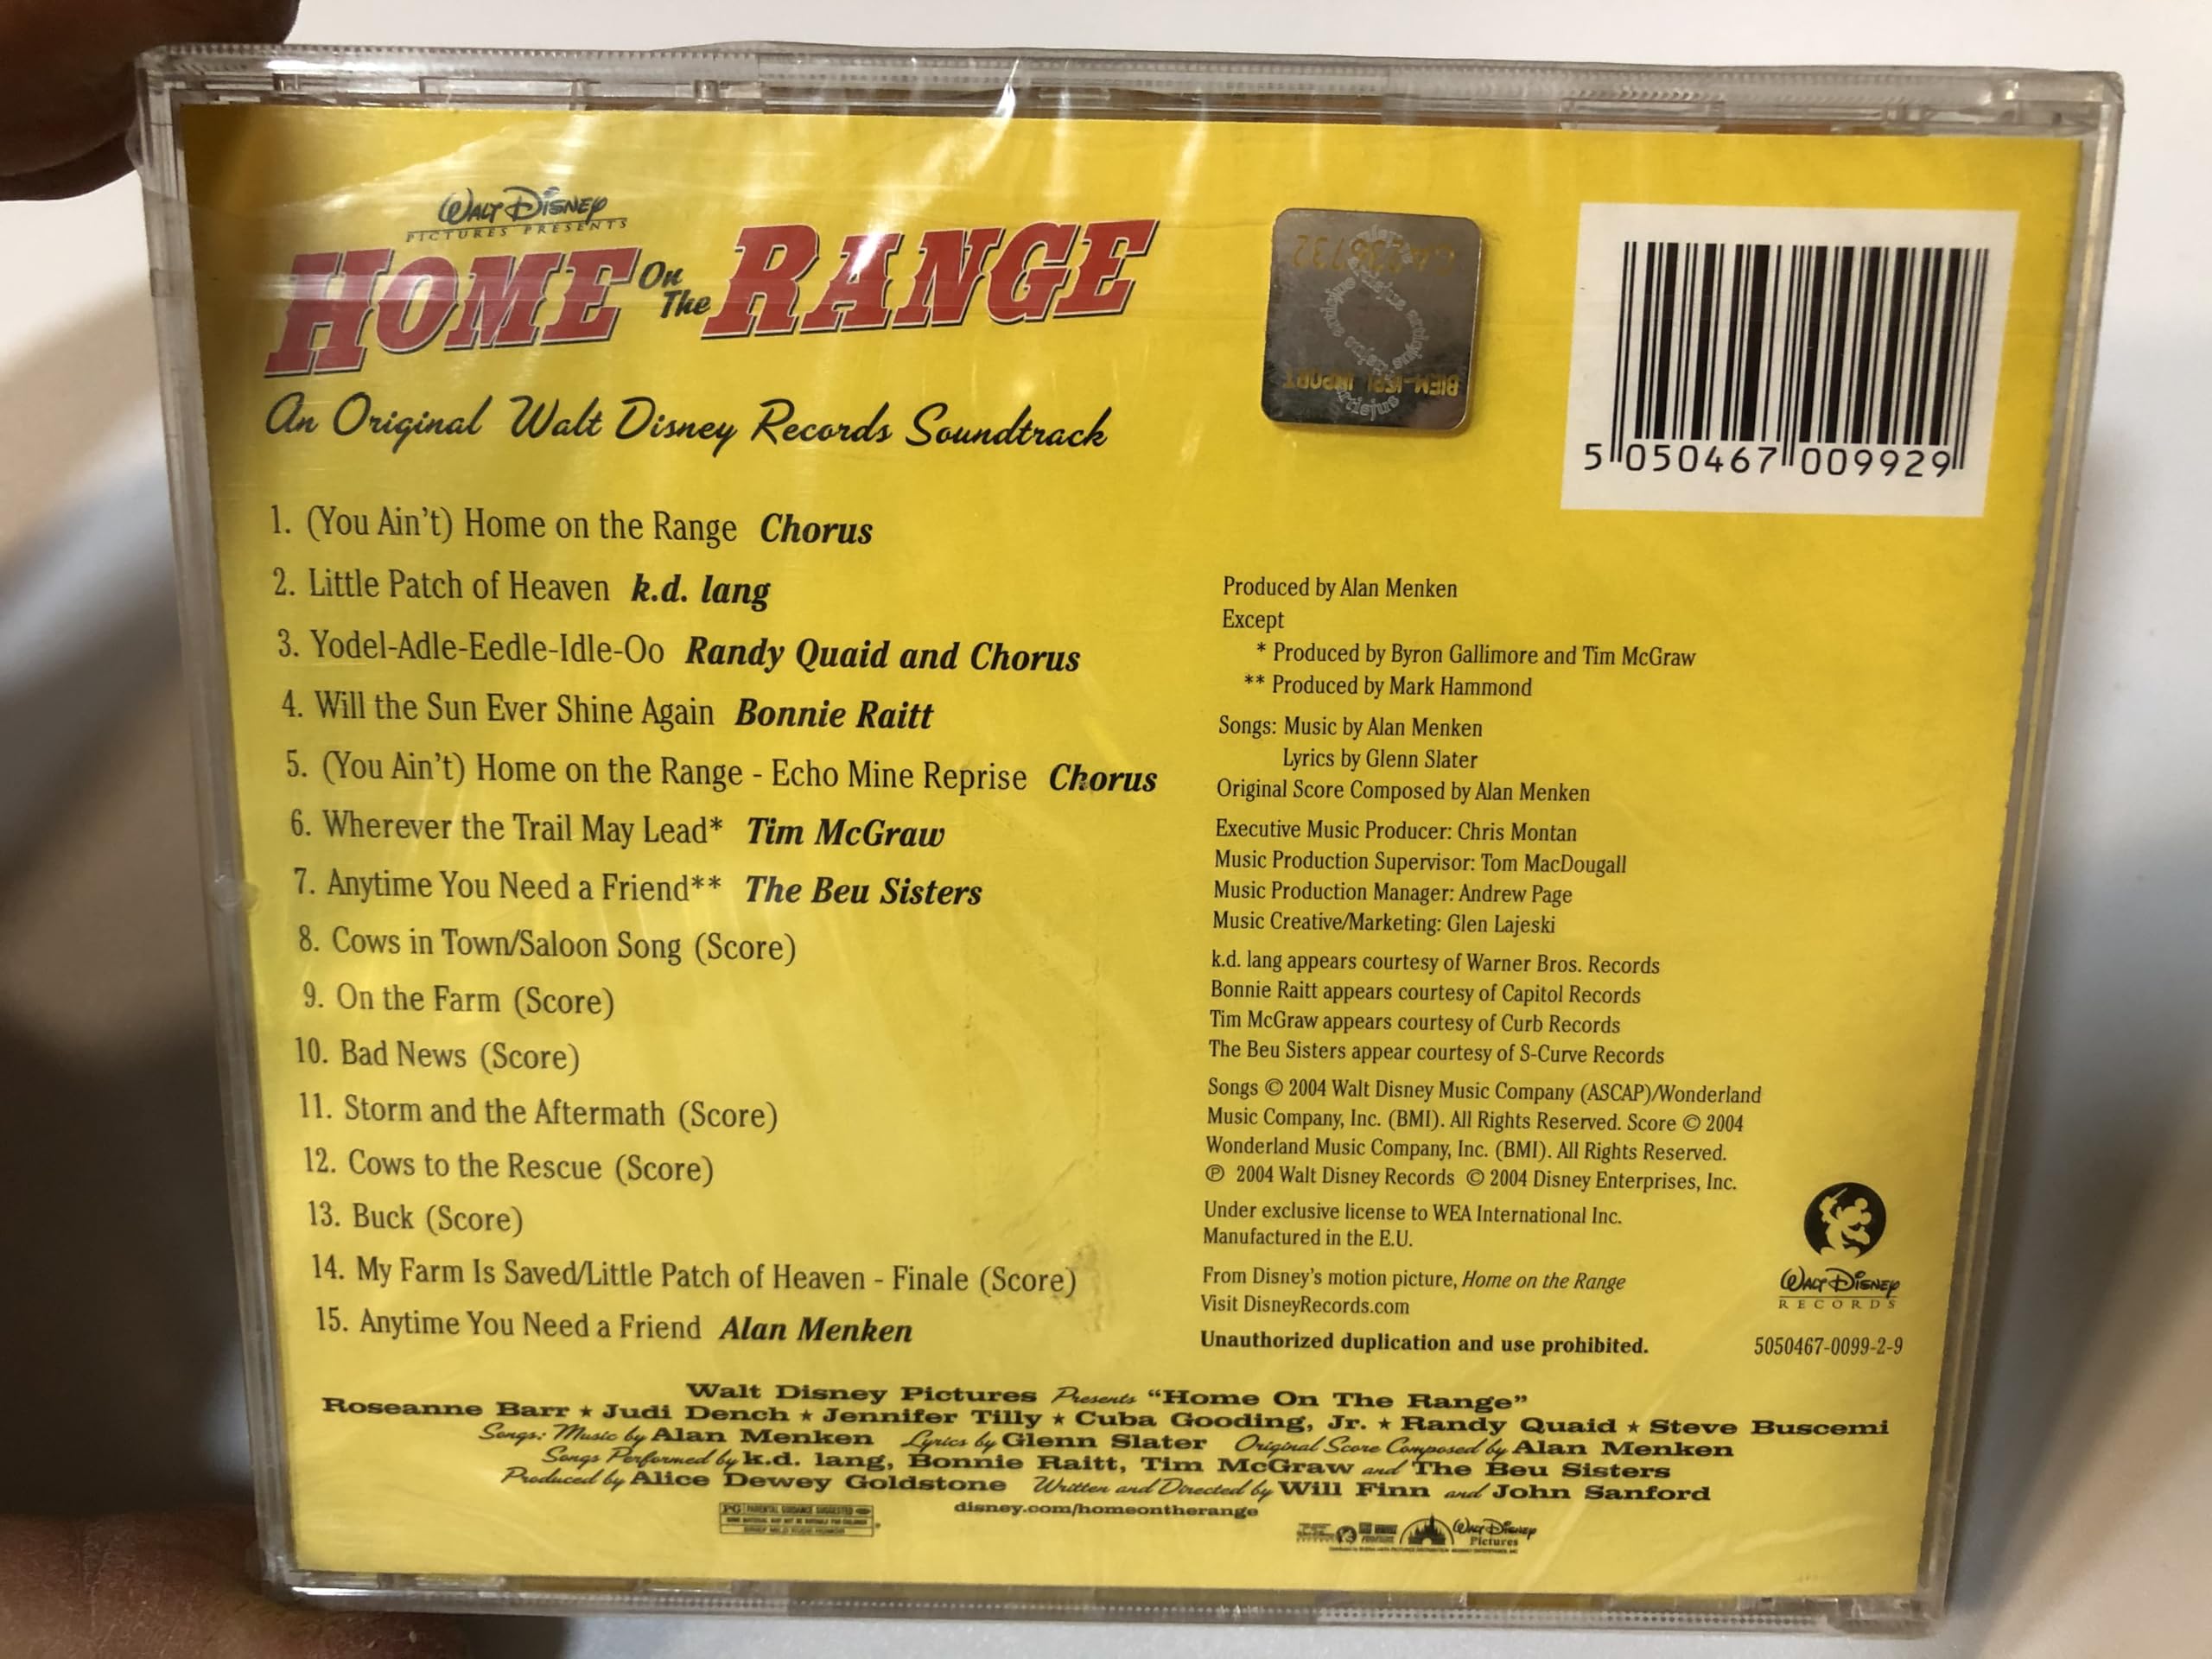 Walt Disney
PICTURES PRESENTS
HOME On The RANGE
An Original Walt Disney Records Soundtrack
1. (You Ain't) Home on the Range Chorus
2. Little Patch of Heaven k.d. lang
3. Yodel-Adle-Eedle-Idle-Oo Randy Quaid and Chorus
4. Will the Sun Ever Shine Again Bonnie Raitt
5. (You Ain't) Home on the Range - Echo Mine Reprise Chorus
6. Wherever the Trail May Lead* Tim McGraw
7. Anytime You Need a Friend** The Beu Sisters
8. Cows in Town/Saloon Song (Score)
9. On the Farm (Score)
10. Bad News (Score)
11. Storm and the Aftermath (Score)
12. Cows to the Rescue (Score)
13. Buck (Score)
14. My Farm Is Saved/Little Patch of Heaven - Finale (Score)
15. Anytime You Need a Friend Alan Menken
BIEM-IFPI IMPORT
artisjus
5 050467 009929
Produced by Alan Menken
Except
* Produced by Byron Gallimore and Tim McGraw
** Produced by Mark Hammond
Songs: Music by Alan Menken
Lyrics by Glenn Slater
Original Score Composed by Alan Menken
Executive Music Producer: Chris Montan
Music Production Supervisor: Tom MacDougall
Music Production Manager: Andrew Page
Music Creative/Marketing: Glen Lajeski
k.d. lang appears courtesy of Warner Bros. Records
Bonnie Raitt appears courtesy of Capitol Records
Tim McGraw appears courtesy of Curb Records
The Beu Sisters appear courtesy of S-Curve Records
Songs © 2004 Walt Disney Music Company (ASCAP)/Wonderland
Music Company, Inc. (BMI). All Rights Reserved. Score © 2004
Wonderland Music Company, Inc. (BMI). All Rights Reserved.
℗ 2004 Walt Disney Records © 2004 Disney Enterprises, Inc.
Under exclusive license to WEA International Inc.
Manufactured in the E.U.
From Disney's motion picture, Home on the Range
Visit DisneyRecords.com
Unauthorized duplication and use prohibited.
Walt Disney
RECORDS
5050467-0099-2-9
Walt Disney Pictures Presents "Home On The Range"
Roseanne Barr ★ Judi Dench ★ Jennifer Tilly ★ Cuba Gooding, Jr. ★ Randy Quaid ★ Steve Buscemi
Songs: Music by Alan Menken Lyrics by Glenn Slater Original Score Composed by Alan Menken
Songs Performed by k.d. lang, Bonnie Raitt, Tim McGraw and The Beu Sisters
Produced by Alice Dewey Goldstone Written and Directed by Will Finn and John Sanford
PG PARENTAL GUIDANCE SUGGESTED
disney.com/homeontherange
Walt Disney
Pictures